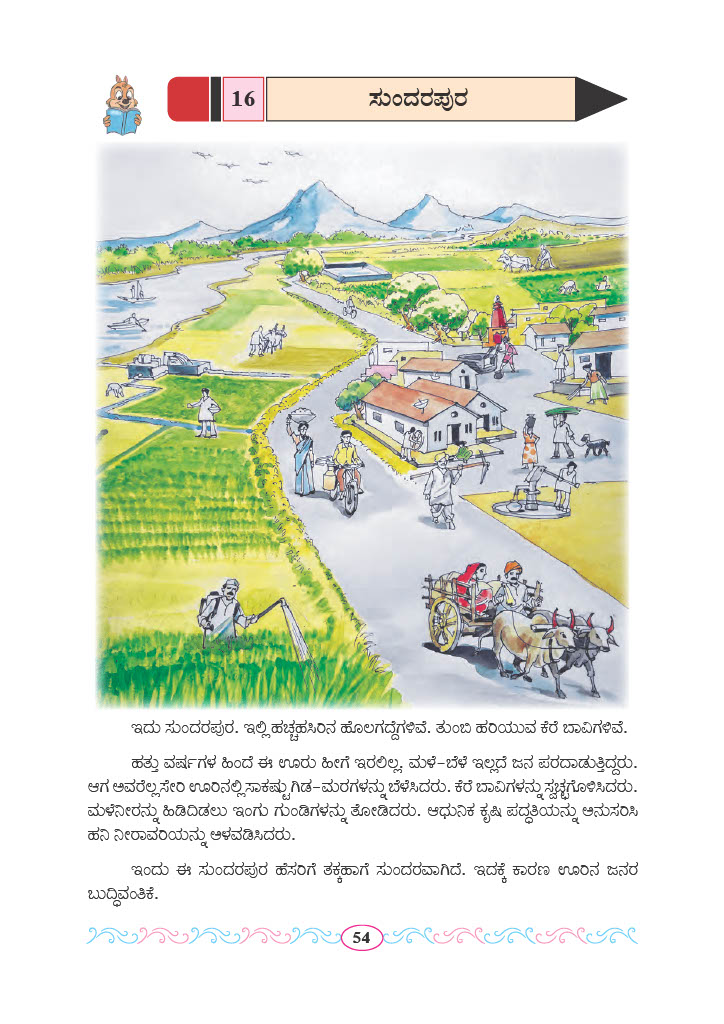 16
ಸುಂದರಪುರ
ಇದು ಸುಂದರಪುರ. ಇಲ್ಲಿ ಹಚ್ಚಹಸಿರಿನ ಹೊಲಗದ್ದೆಗಳಿವೆ. ತುಂಬಿ ಹರಿಯುವ ಕೆರೆ ಬಾವಿಗಳಿವೆ.
ಹತ್ತು ವರ್ಷಗಳ ಹಿಂದೆ ಈ ಊರು ಹೀಗೆ ಇರಲಿಲ್ಲ. ಮಳೆ-ಬೆಳೆ ಇಲ್ಲದೆ ಜನ ಪರದಾಡುತ್ತಿದ್ದರು.
ಆಗ ಅವರೆಲ್ಲ ಸೇರಿ ಊರಿನಲ್ಲಿ ಸಾಕಷ್ಟು ಗಿಡ-ಮರಗಳನ್ನು ಬೆಳೆಸಿದರು. ಕೆರೆ ಬಾವಿಗಳನ್ನು ಸ್ವಚ್ಛಗೊಳಿಸಿದರು.
ಮಳೆನೀರನ್ನು ಹಿಡಿದಿಡಲು ಇಂಗು ಗುಂಡಿಗಳನ್ನು ತೋಡಿದರು. ಆಧುನಿಕ ಕೃಷಿ ಪದ್ಧತಿಯನ್ನು ಅನುಸರಿಸಿ
ಹನಿ ನೀರಾವರಿಯನ್ನು ಅಳವಡಿಸಿದರು.
ಇಂದು ಈ ಸುಂದರಪುರ ಹೆಸರಿಗೆ ತಕ್ಕಹಾಗೆ ಸುಂದರವಾಗಿದೆ. ಇದಕ್ಕೆ ಕಾರಣ ಊರಿನ ಜನರ
ಬುದ್ಧಿವಂತಿಕೆ.
54